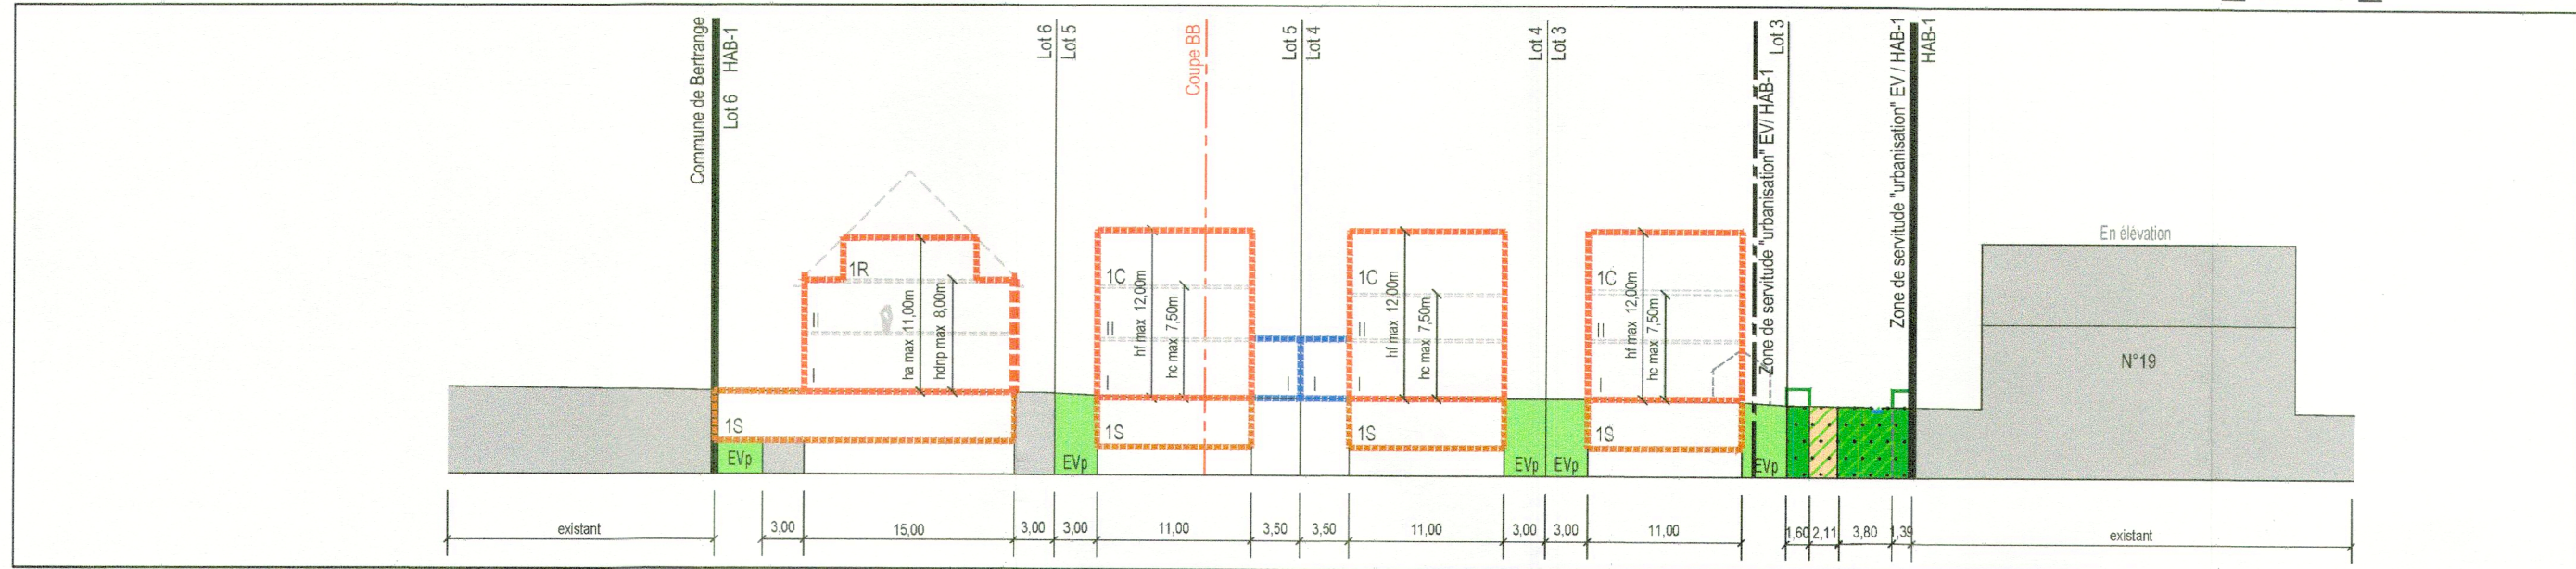 Commune de Bertrange
Lot 6 HAB-1
Lot 6
Lot 5
Coupe BB
Lot 5
Lot 4
Lot 4
Lot 3
Zone de servitude "urbanisation" EV/ HAB-1
Lot 3
Zone de servitude "urbanisation" EV / HAB-1
HAB-1
En élévation
N°19
1R
II
I
ha max 11,00m
hdnp max 8,00m
1S
EVp
EVp
1C
II
I
hf max 12,00m
hc max 7,50m
1S
I
I
1C
II
I
hf max 12,00m
hc max 7,50m
1S
EVp
EVp
1C
II
I
hf max 12,00m
hc max 7,50m
1S
EVp
existant
3,00
15,00
3,00
3,00
11,00
3,50
3,50
11,00
3,00
3,00
11,00
1,60
2,11
3,80
1,39
existant